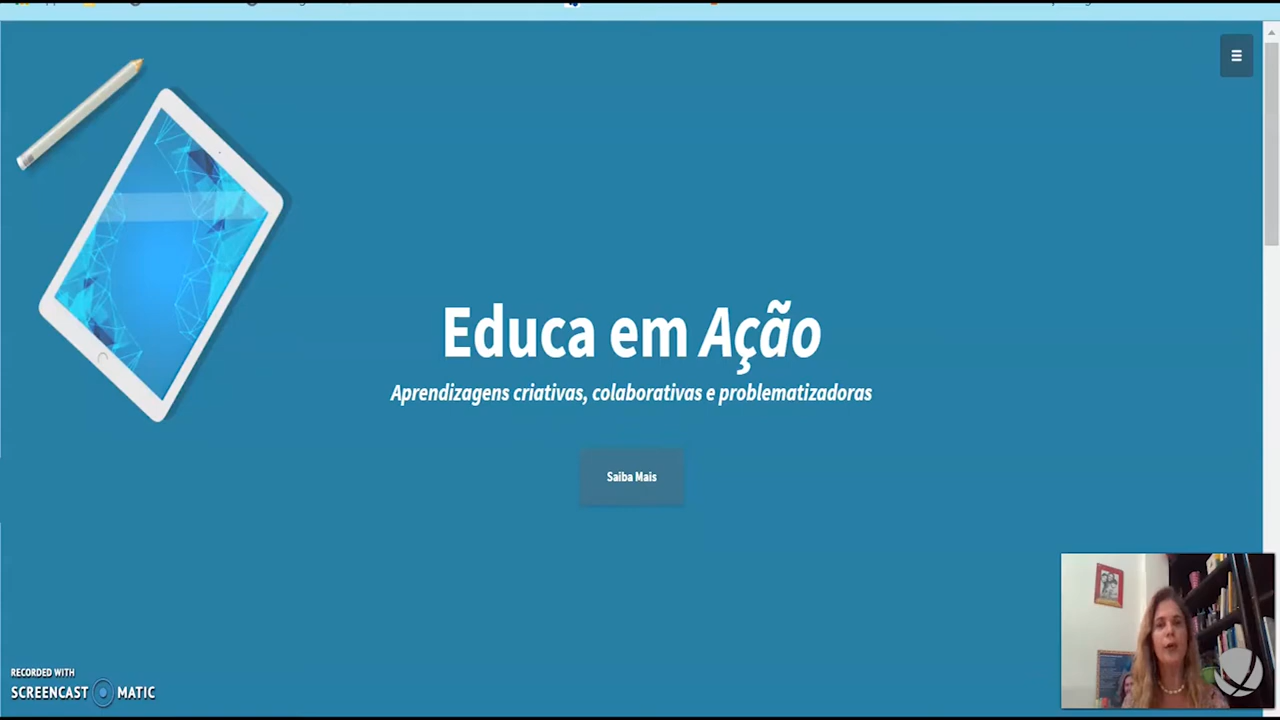 Educa em Ação
Aprendizagens criativas, colaborativas e problematizadoras
Saiba Mais
RECORDED WITH
SCREENCAST MATIC